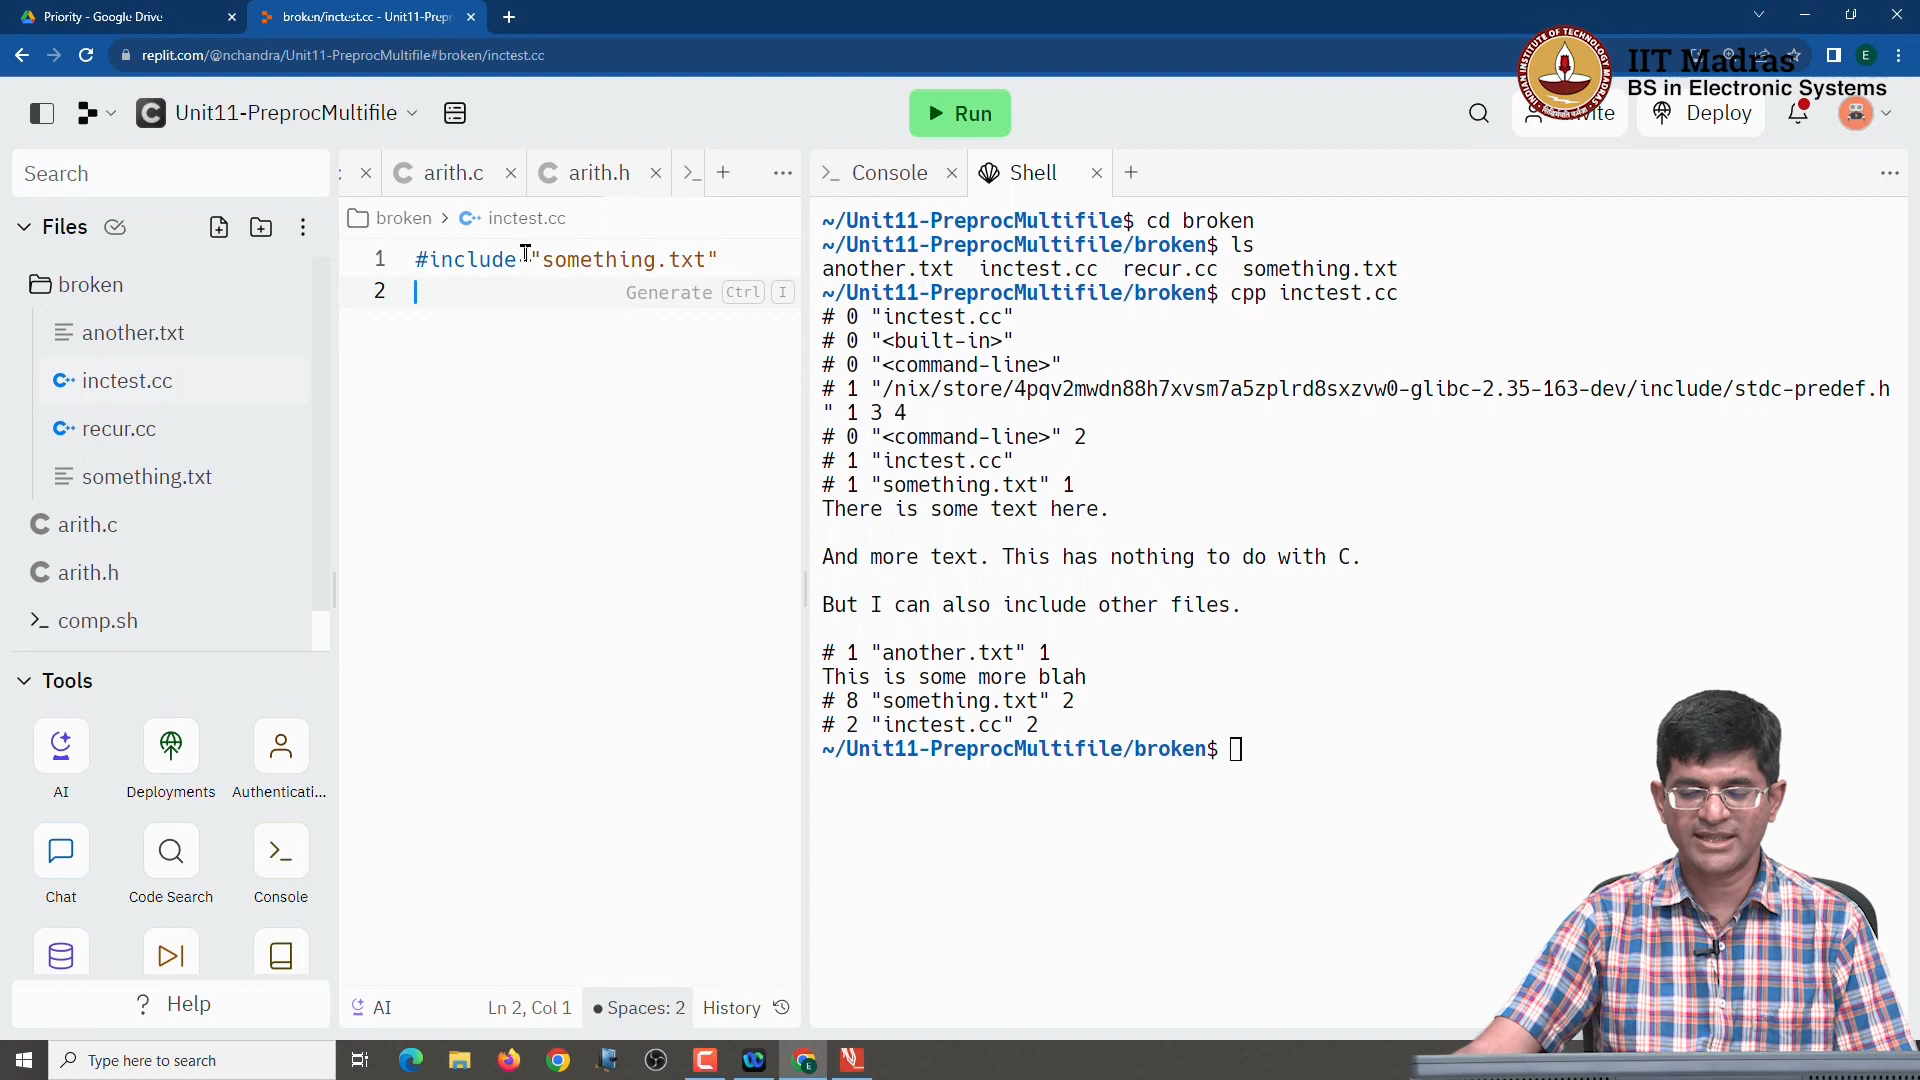 Priority - Google Drive
broken/inctest.cc - Unit11-Prepr
replit.com/@nchandra/Unit11-PreprocMultifile#broken/inctest.cc
E
IIT Madras
BS in Electronic Systems
Unit11-PreprocMultifile
Run
Deploy
Search
arith.c
arith.h
Console
Shell
Files
broken
another.txt
inctest.cc
recur.cc
something.txt
arith.c
arith.h
comp.sh
Tools
AI
Deployments
Authenticati...
Chat
Code Search
Console
Help
broken > inctest.cc
1 #include "something.txt"
2
Generate Ctrl I
AI
Ln 2, Col 1
Spaces: 2
History
~/Unit11-PreprocMultifile$ cd broken
~/Unit11-PreprocMultifile/broken$ ls
another.txt inctest.cc recur.cc something.txt
~/Unit11-PreprocMultifile/broken$ cpp inctest.cc
# 0 "inctest.cc"
# 0 "<built-in>"
# 0 "<command-line>"
# 1 "/nix/store/4pqv2mwdn88h7xvsm7a5zplrd8sxzvw0-glibc-2.35-163-dev/include/stdc-predef.h
" 1 3 4
# 0 "<command-line>" 2
# 1 "inctest.cc"
# 1 "something.txt" 1
There is some text here.
And more text. This has nothing to do with C.
But I can also include other files.
# 1 "another.txt" 1
This is some more blah
# 8 "something.txt" 2
# 2 "inctest.cc" 2
~/Unit11-PreprocMultifile/broken$
Type here to search